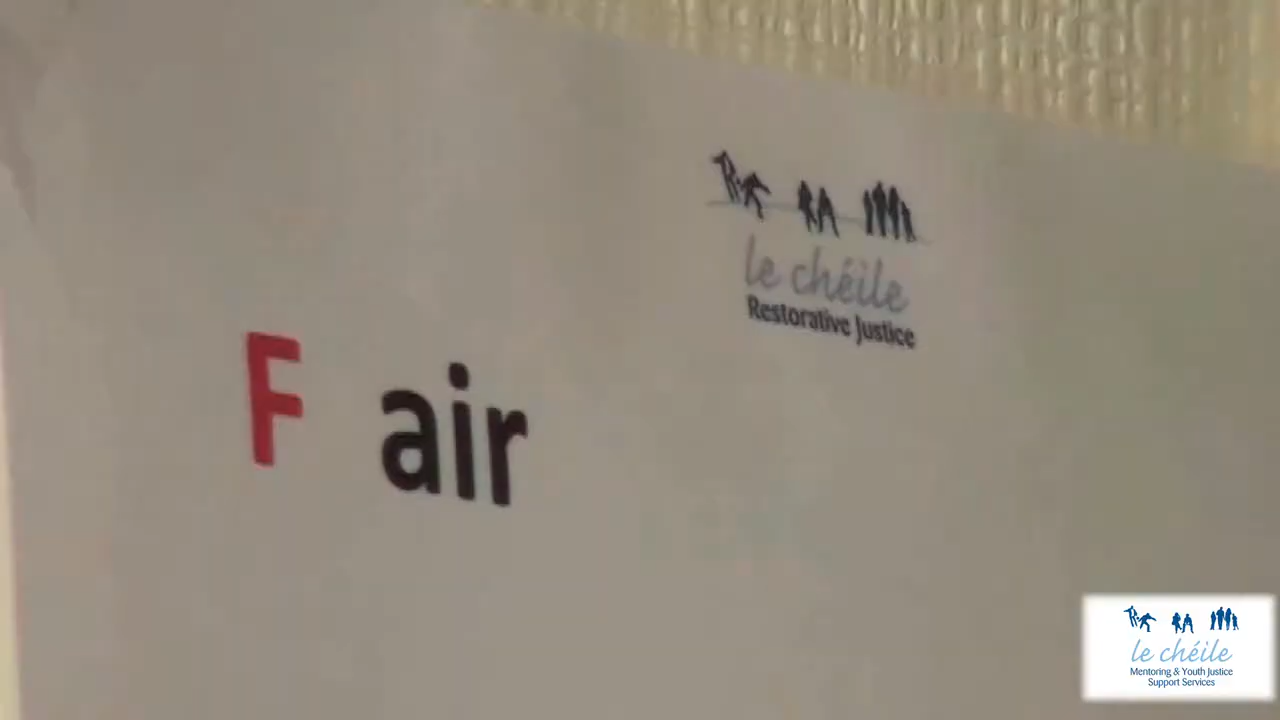 le chéile
Restorative Justice
F air
le chéile
Mentoring & Youth Justice
Support Services